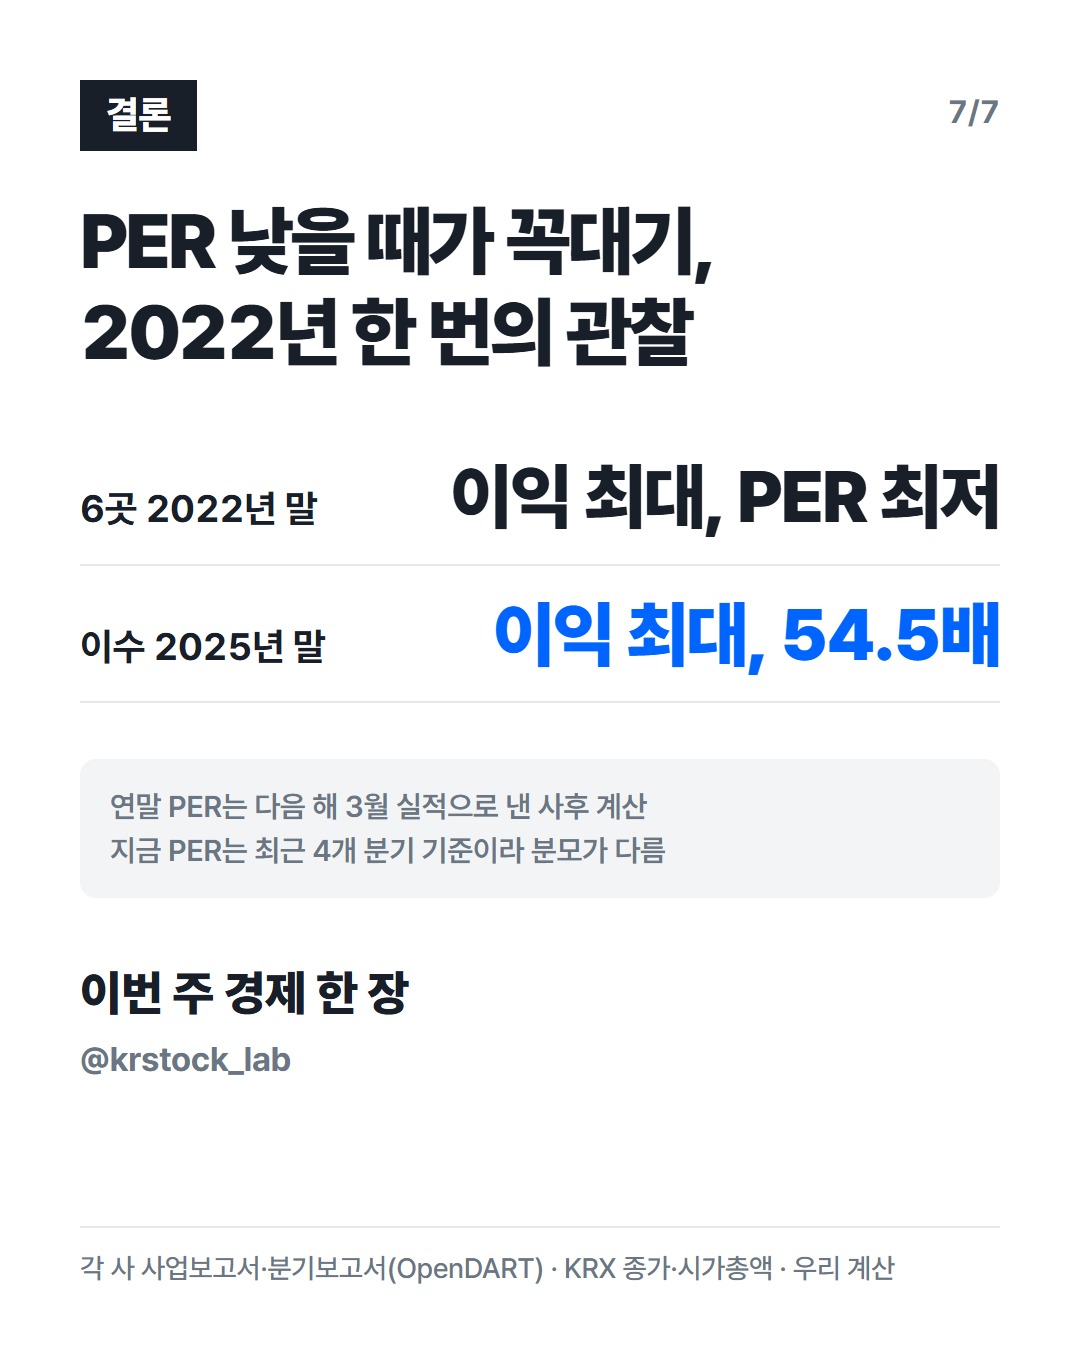 결론
7/7
PER 낮을 때가 꼭대기,
2022년 한 번의 관찰
6곳 2022년 말
이익 최대, PER 최저
이수 2025년 말
이익 최대, 54.5배
연말 PER는 다음 해 3월 실적으로 낸 사후 계산
지금 PER는 최근 4개 분기 기준이라 분모가 다름
이번 주 경제 한 장
@krstock_lab
각 사 사업보고서·분기보고서(OpenDART) · KRX 종가·시가총액 · 우리 계산